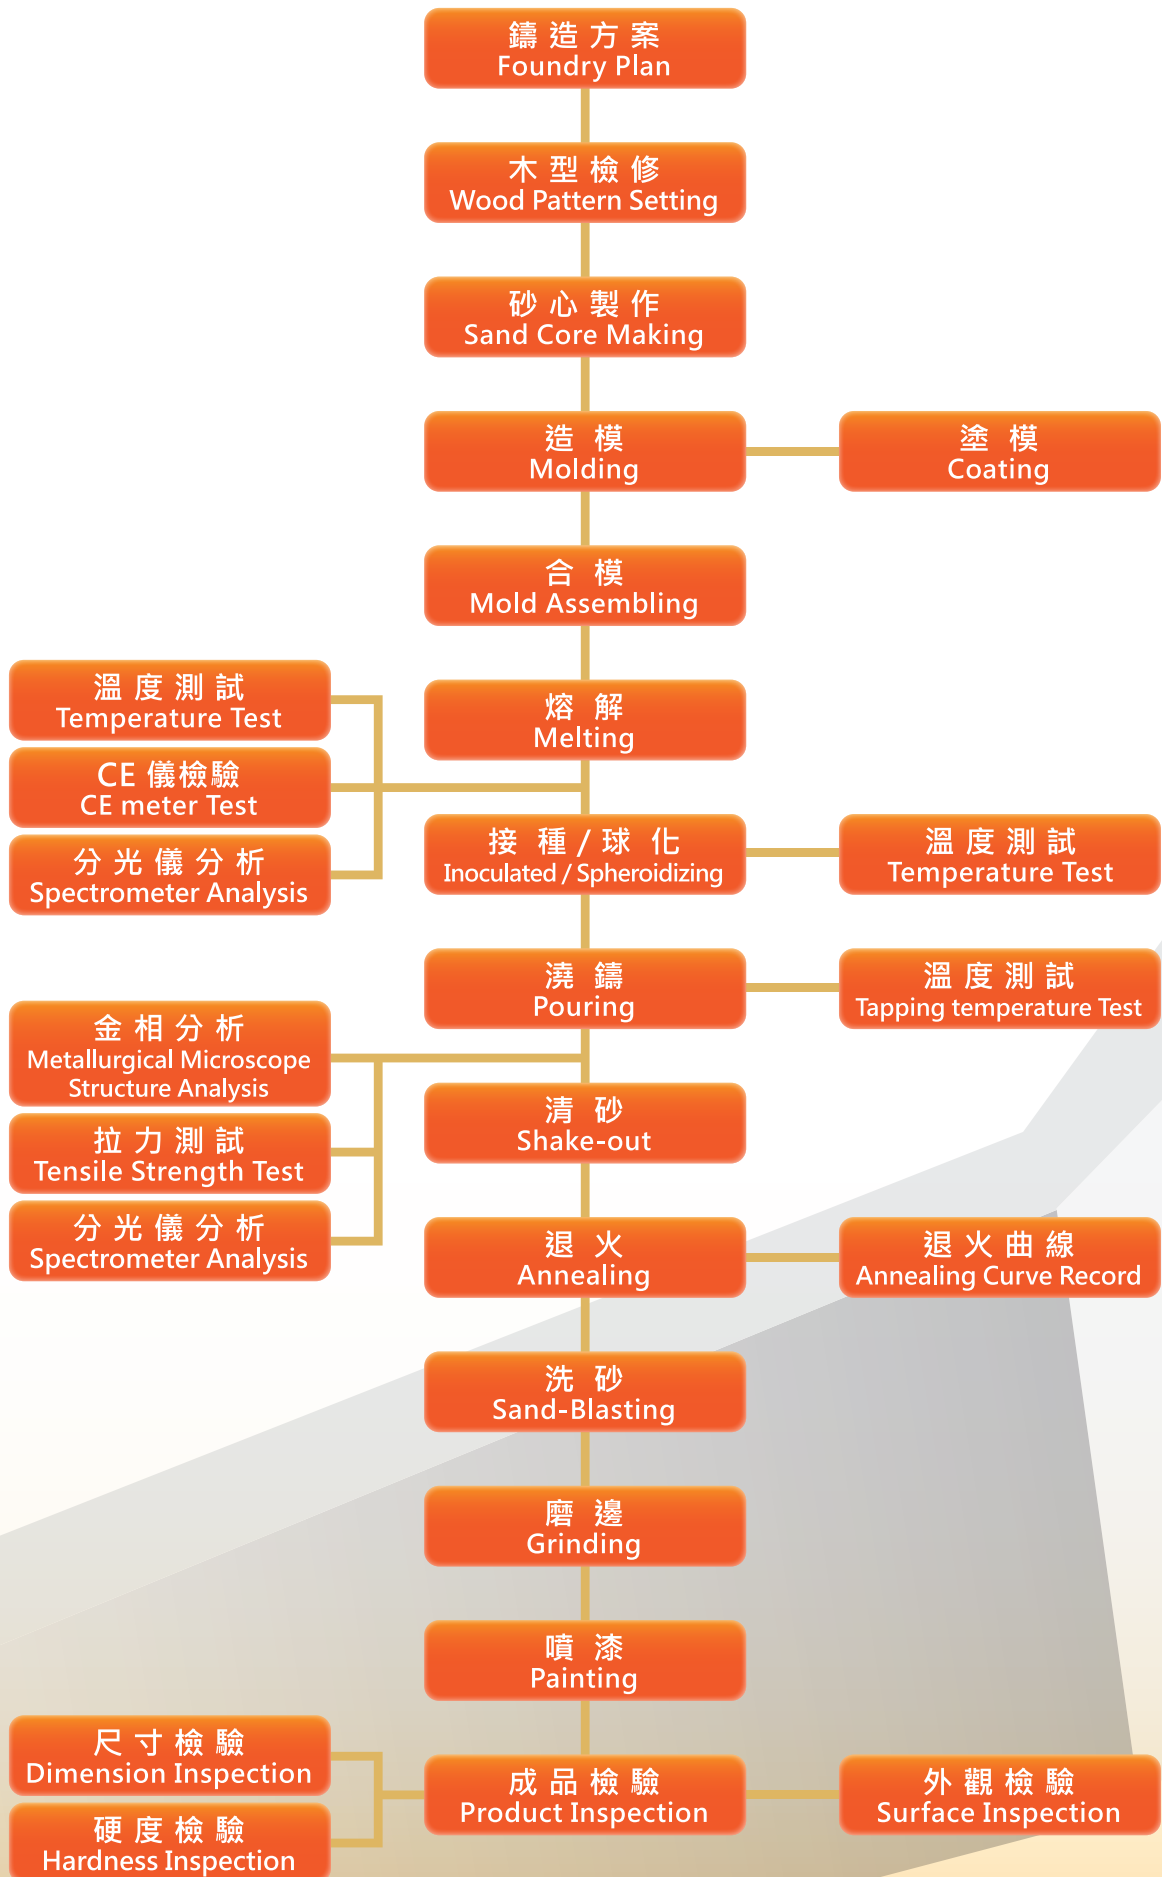 鑄造方案
Foundry Plan
木型檢修
Wood Pattern Setting
砂心製作
Sand Core Making
造模
Molding
塗模
Coating
合模
Mold Assembling
溫度測試
Temperature Test
CE 儀檢驗
CE meter Test
分光儀分析
Spectrometer Analysis
熔解
Melting
接種/球化
Inoculated / Spheroidizing
溫度測試
Temperature Test
澆鑄
Pouring
溫度測試
Tapping temperature Test
金相分析
Metallurgical Microscope
Structure Analysis
拉力測試
Tensile Strength Test
分光儀分析
Spectrometer Analysis
清砂
Shake-out
退火
Annealing
退火曲線
Annealing Curve Record
洗砂
Sand-Blasting
磨邊
Grinding
噴漆
Painting
尺寸檢驗
Dimension Inspection
硬度檢驗
Hardness Inspection
成品檢驗
Product Inspection
外觀檢驗
Surface Inspection